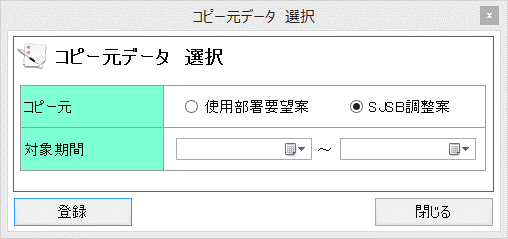 コピー元データ 選択
x
コピー元データ 選択
コピー元 使用部署要望案 SJSB調整案
対象期間 ～
登録 閉じる